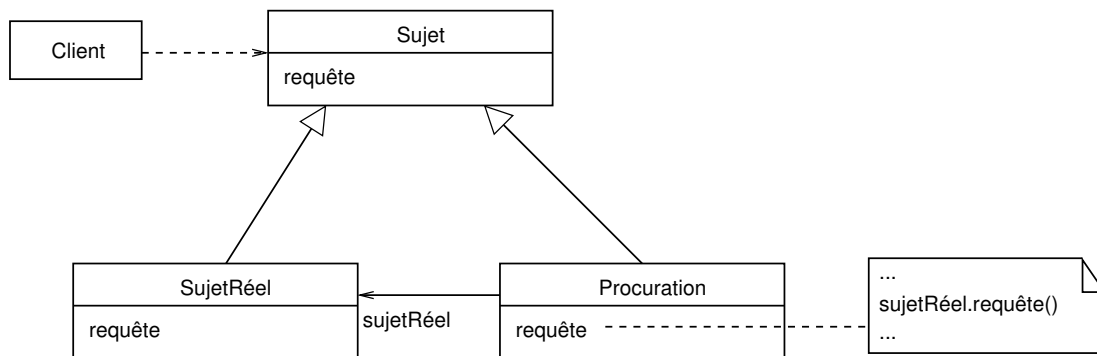 Client
Sujet
requête
SujetRéel
requête
sujetRéel
Procuration
requête
...
sujetRéel.requête()
...